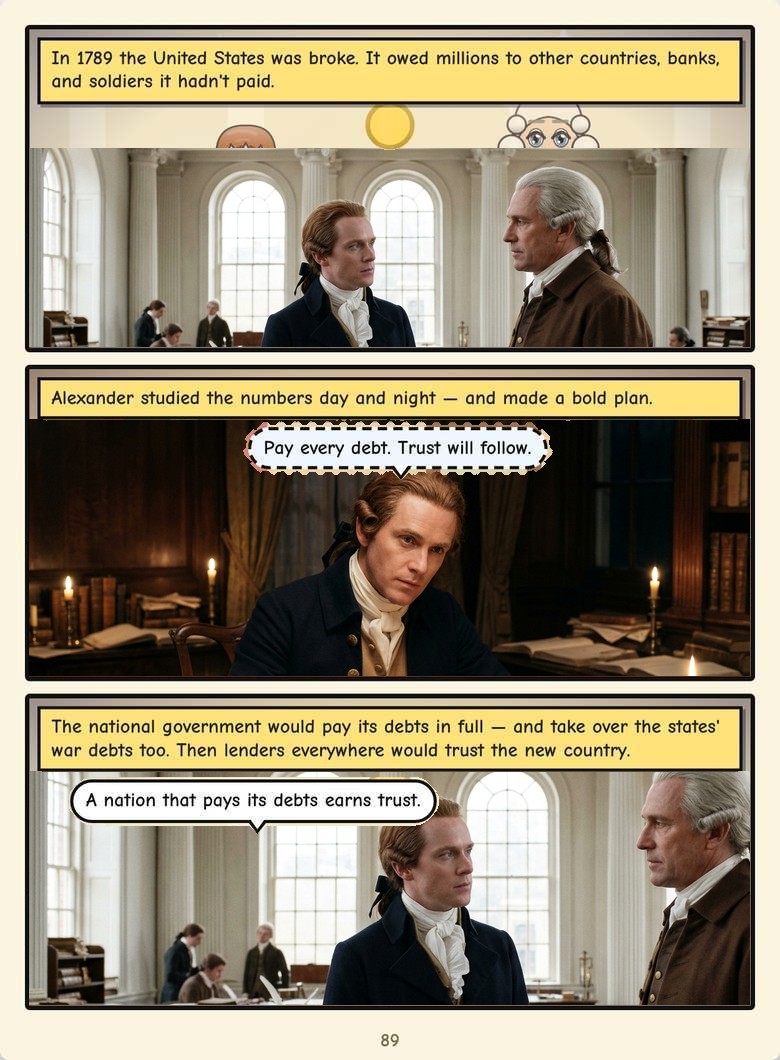 In 1789 the United States was broke. It owed millions to other countries, banks,
and soldiers it hadn't paid.
Alexander studied the numbers day and night — and made a bold plan.
Pay every debt. Trust will follow.
The national government would pay its debts in full — and take over the states'
war debts too. Then lenders everywhere would trust the new country.
A nation that pays its debts earns trust.
89